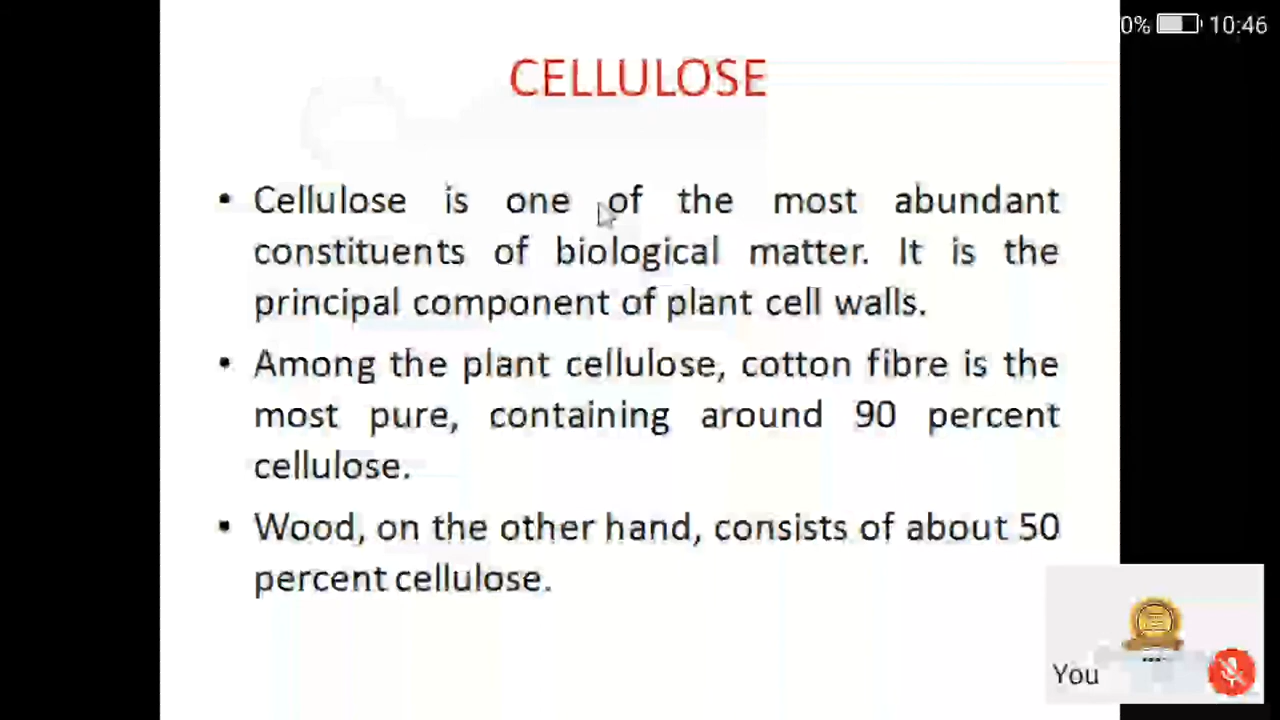 0% 10:46
CELLULOSE
• Cellulose is one of the most abundant
constituents of biological matter. It is the
principal component of plant cell walls.
• Among the plant cellulose, cotton fibre is the
most pure, containing around 90 percent
cellulose.
• Wood, on the other hand, consists of about 50
percent cellulose.
You